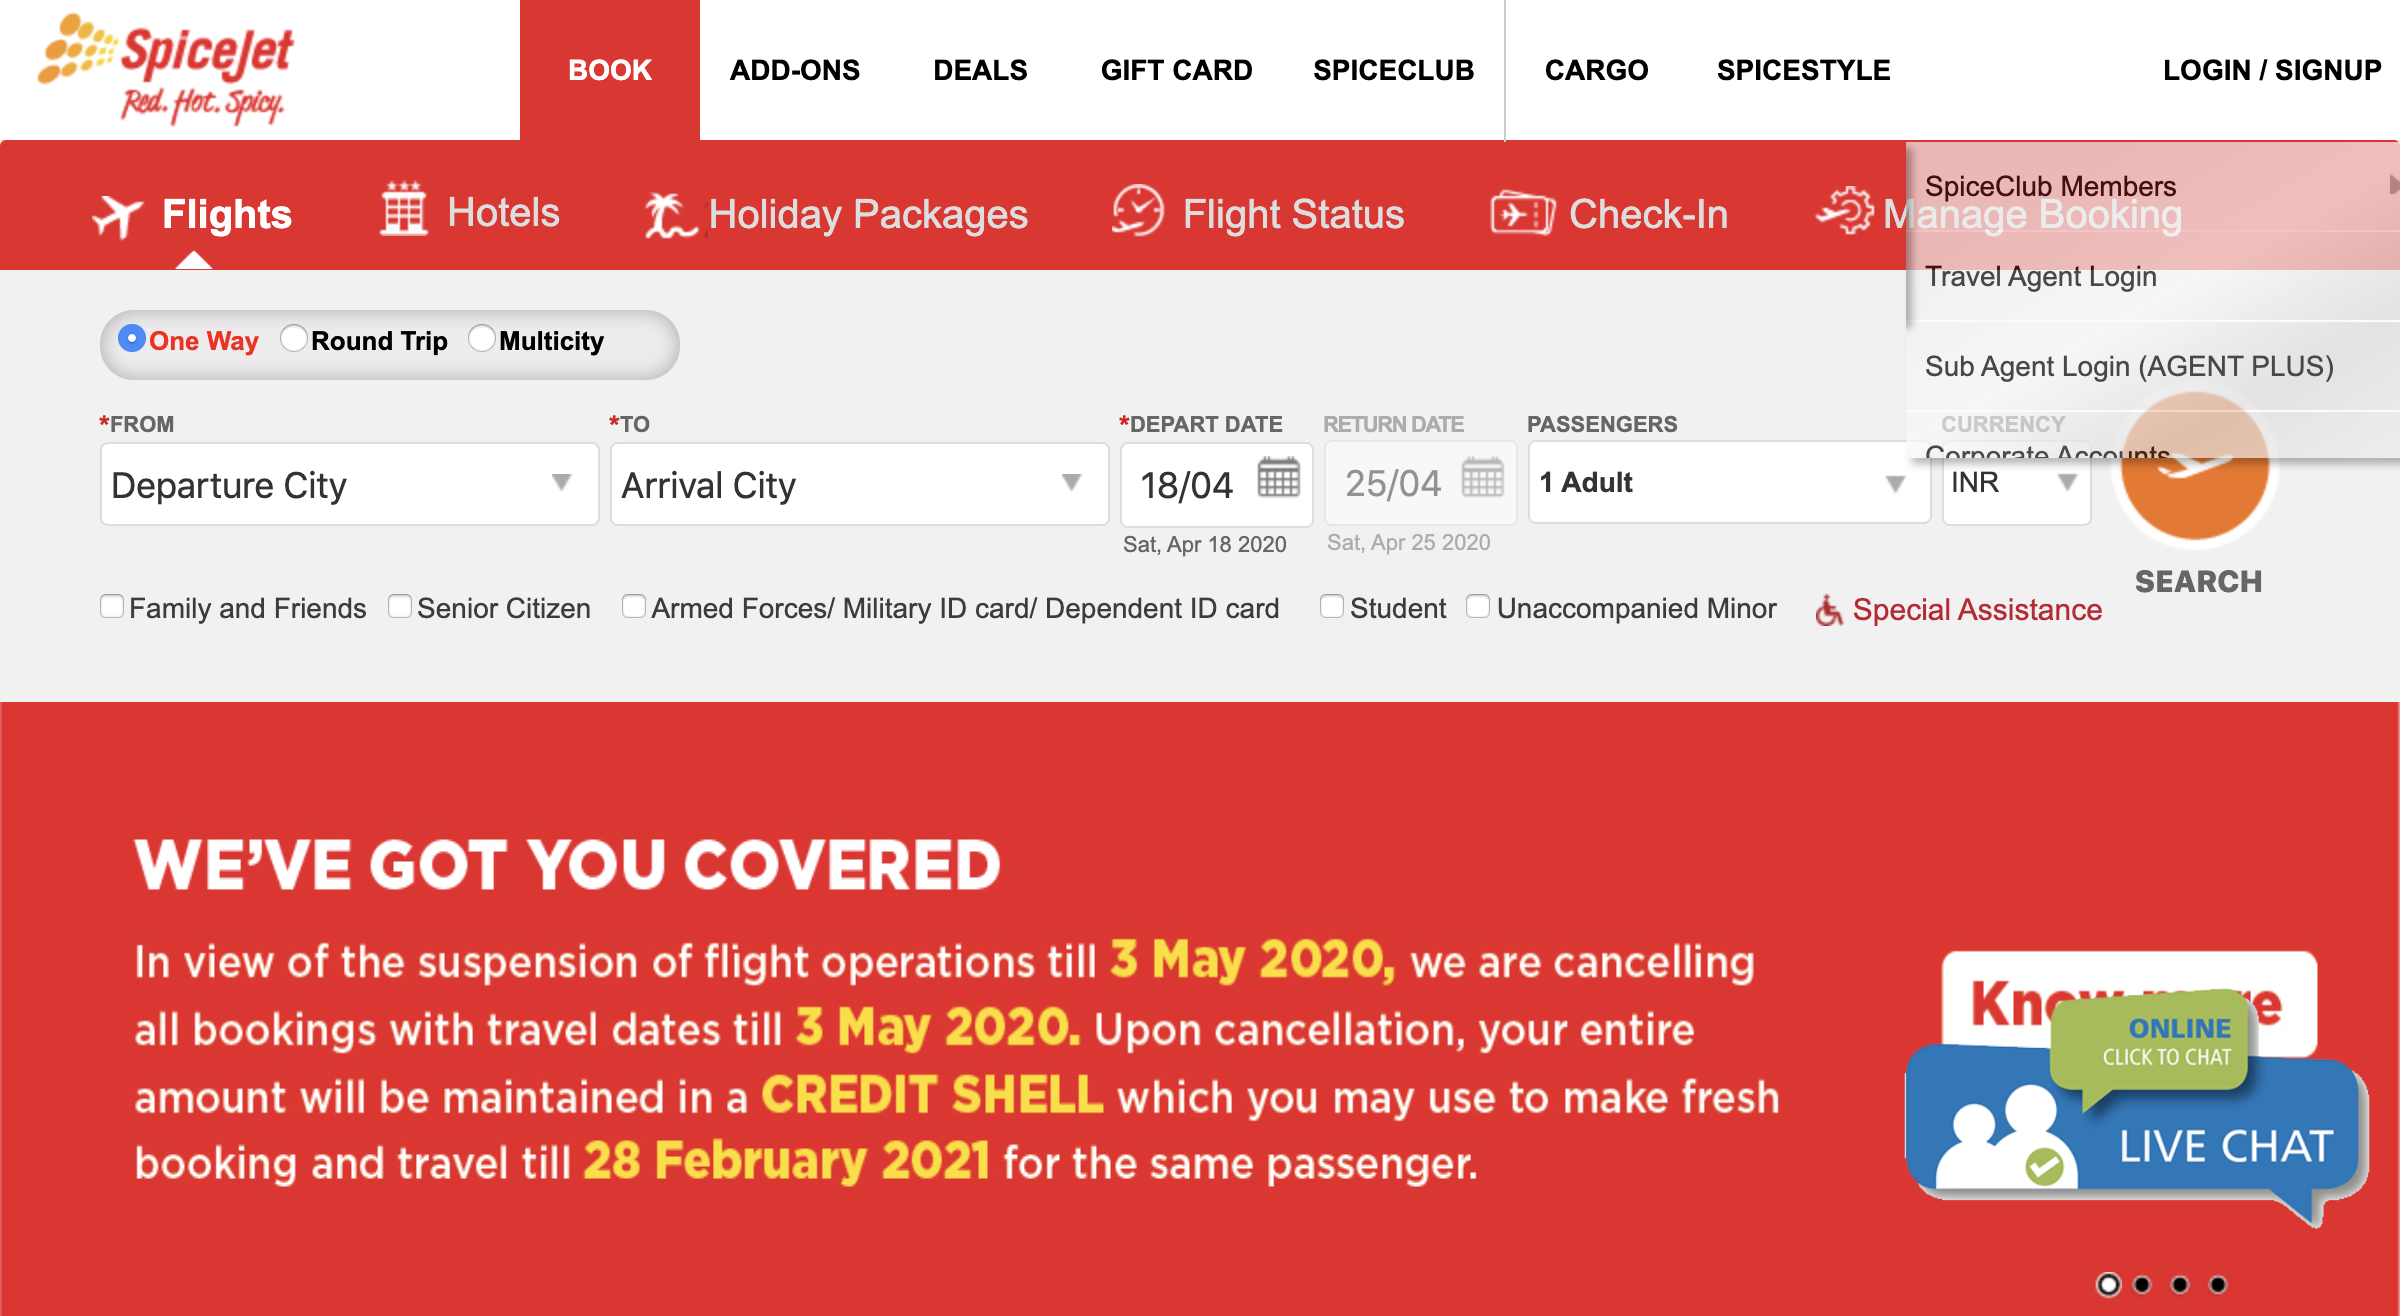 SpiceJet
Red. Hot. Spicy.
BOOK ADD-ONS DEALS GIFT CARD SPICECLUB CARGO SPICESTYLE LOGIN / SIGNUP
Flights Hotels Holiday Packages Flight Status Check-In Manage Booking
SpiceClub Members
Travel Agent Login
Sub Agent Login (AGENT PLUS)
Corporate Accounts
One Way Round Trip Multicity
*FROM *TO *DEPART DATE RETURN DATE PASSENGERS CURRENCY
Departure City Arrival City 18/04 25/04 1 Adult INR
Sat, Apr 18 2020 Sat, Apr 25 2020
SEARCH
Family and Friends Senior Citizen Armed Forces/ Military ID card/ Dependent ID card Student Unaccompanied Minor Special Assistance
WE'VE GOT YOU COVERED
In view of the suspension of flight operations till 3 May 2020, we are cancelling
all bookings with travel dates till 3 May 2020. Upon cancellation, your entire
amount will be maintained in a CREDIT SHELL which you may use to make fresh
booking and travel till 28 February 2021 for the same passenger.
Know more
ONLINE
CLICK TO CHAT
LIVE CHAT